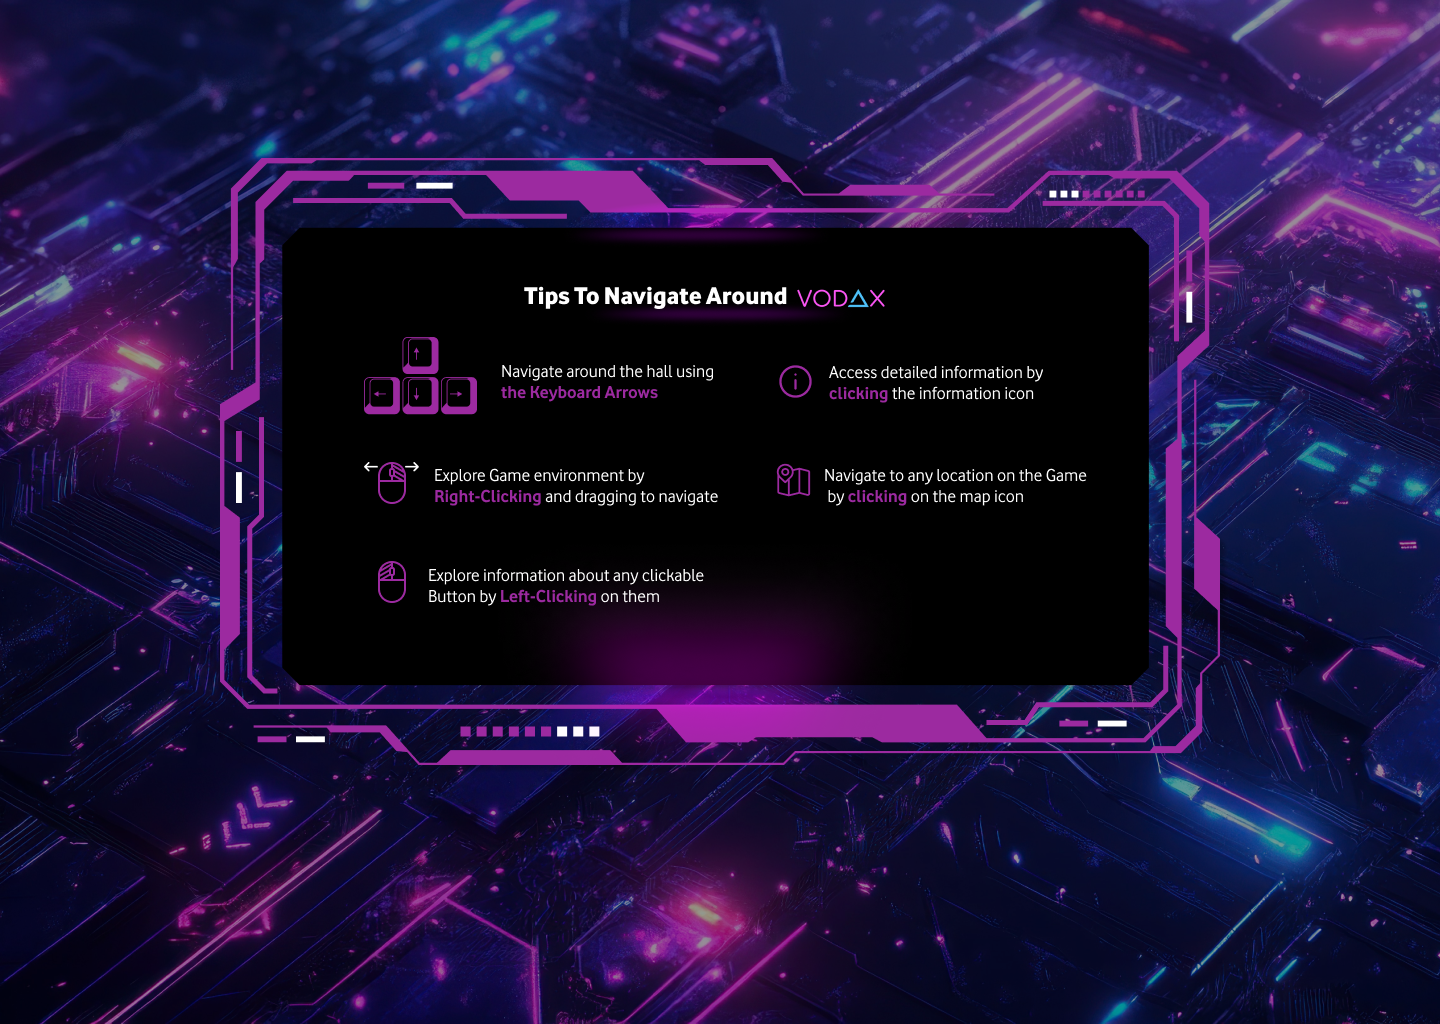 Tips To Navigate Around VODAX
Navigate around the hall using
the Keyboard Arrows
Access detailed information by
clicking the information icon
Explore Game environment by
Right-Clicking and dragging to navigate
Navigate to any location on the Game
by clicking on the map icon
Explore information about any clickable
Button by Left-Clicking on them